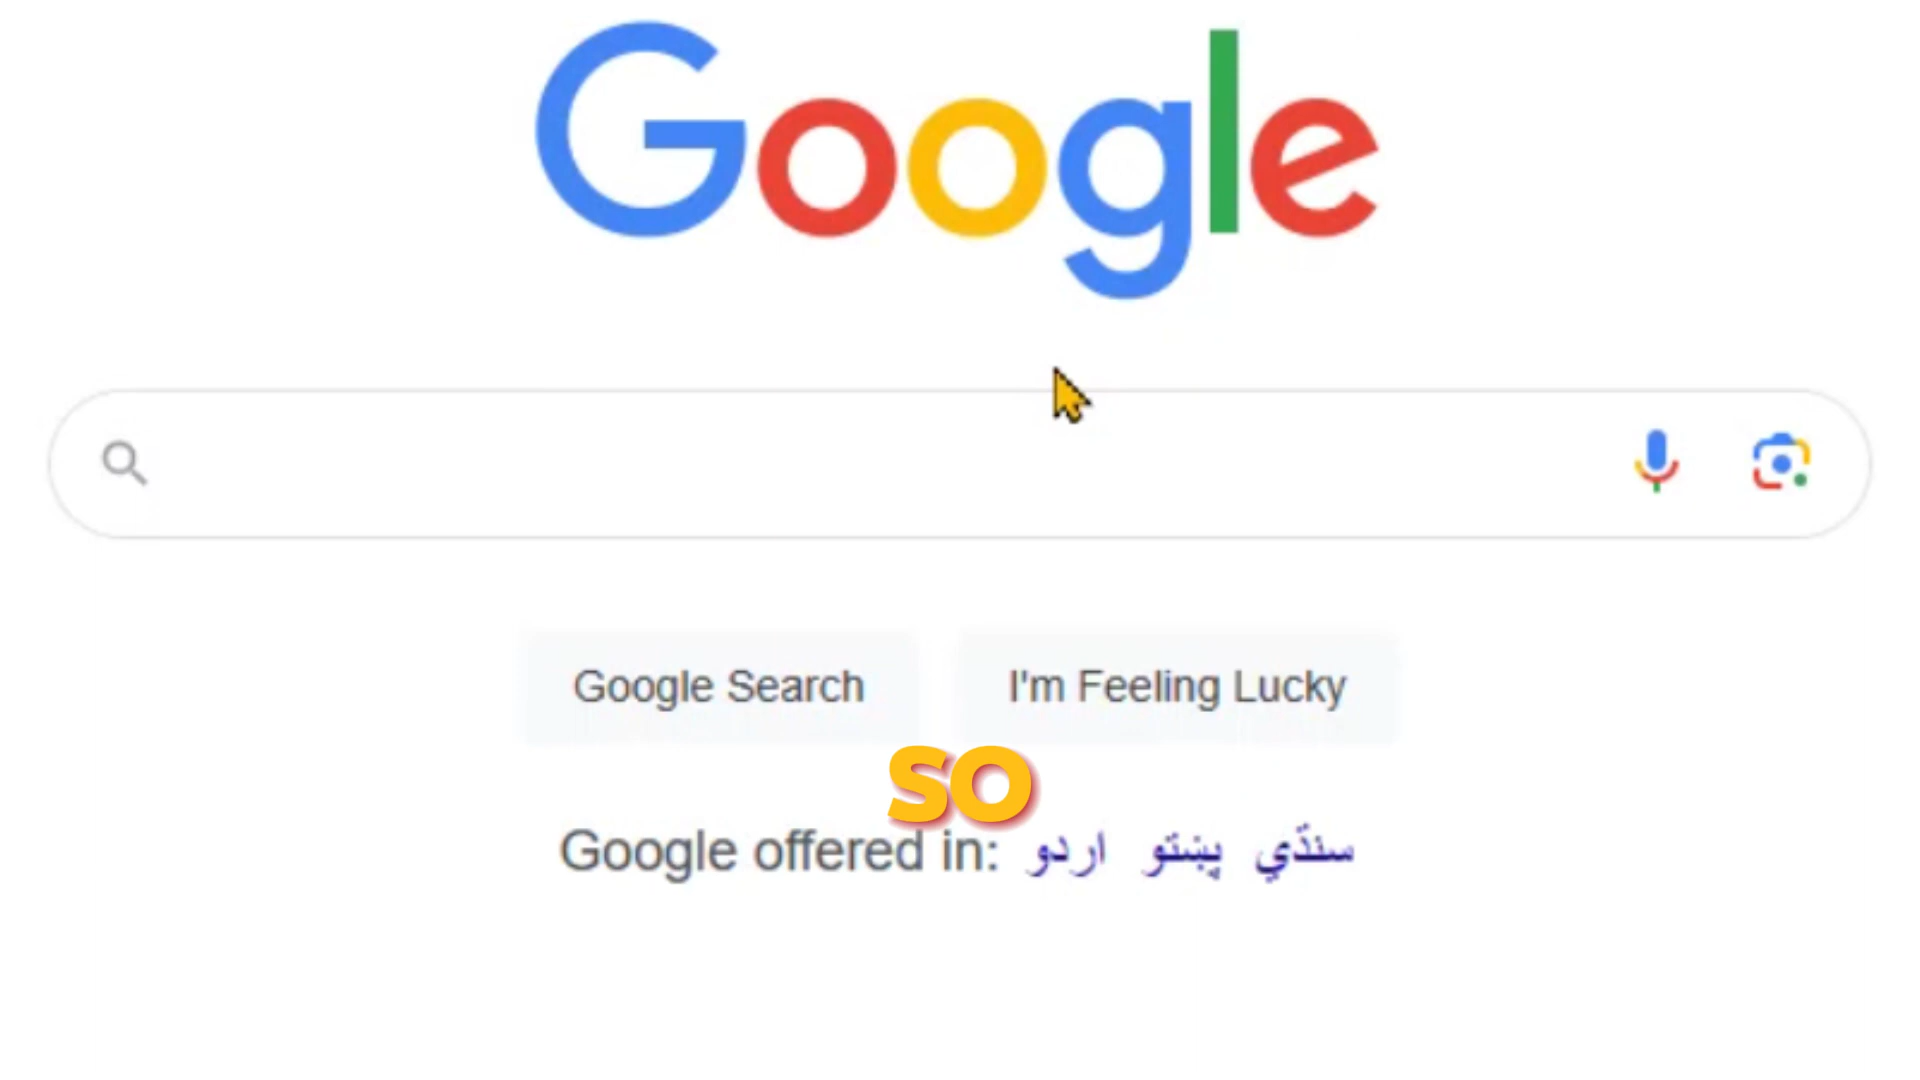 Google
Google Search
I'm Feeling Lucky
SO
Google offered in: اردو پښتو سنڌي